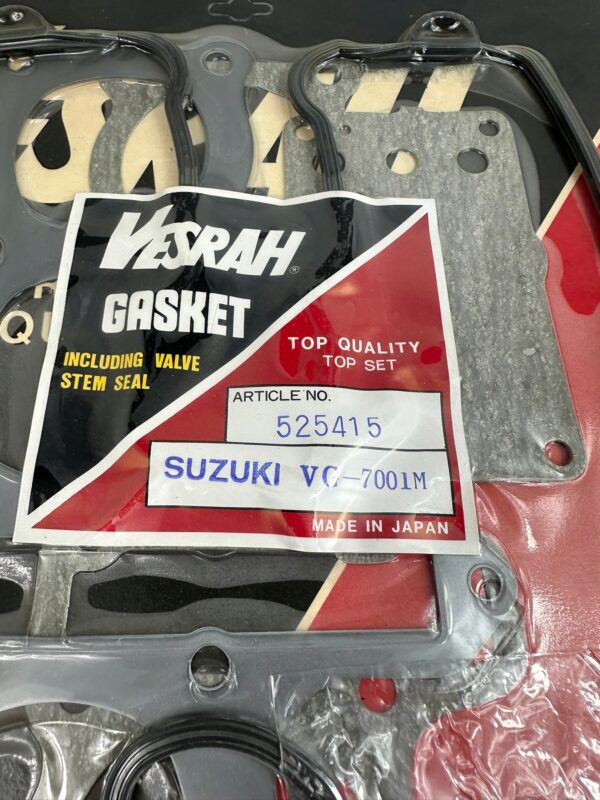 VESRAH®
GASKET
INCLUDING VALVE
STEM SEAL
TOP QUALITY
TOP SET
ARTICLE NO.
525415
SUZUKI VG-7001M
MADE IN JAPAN
QU